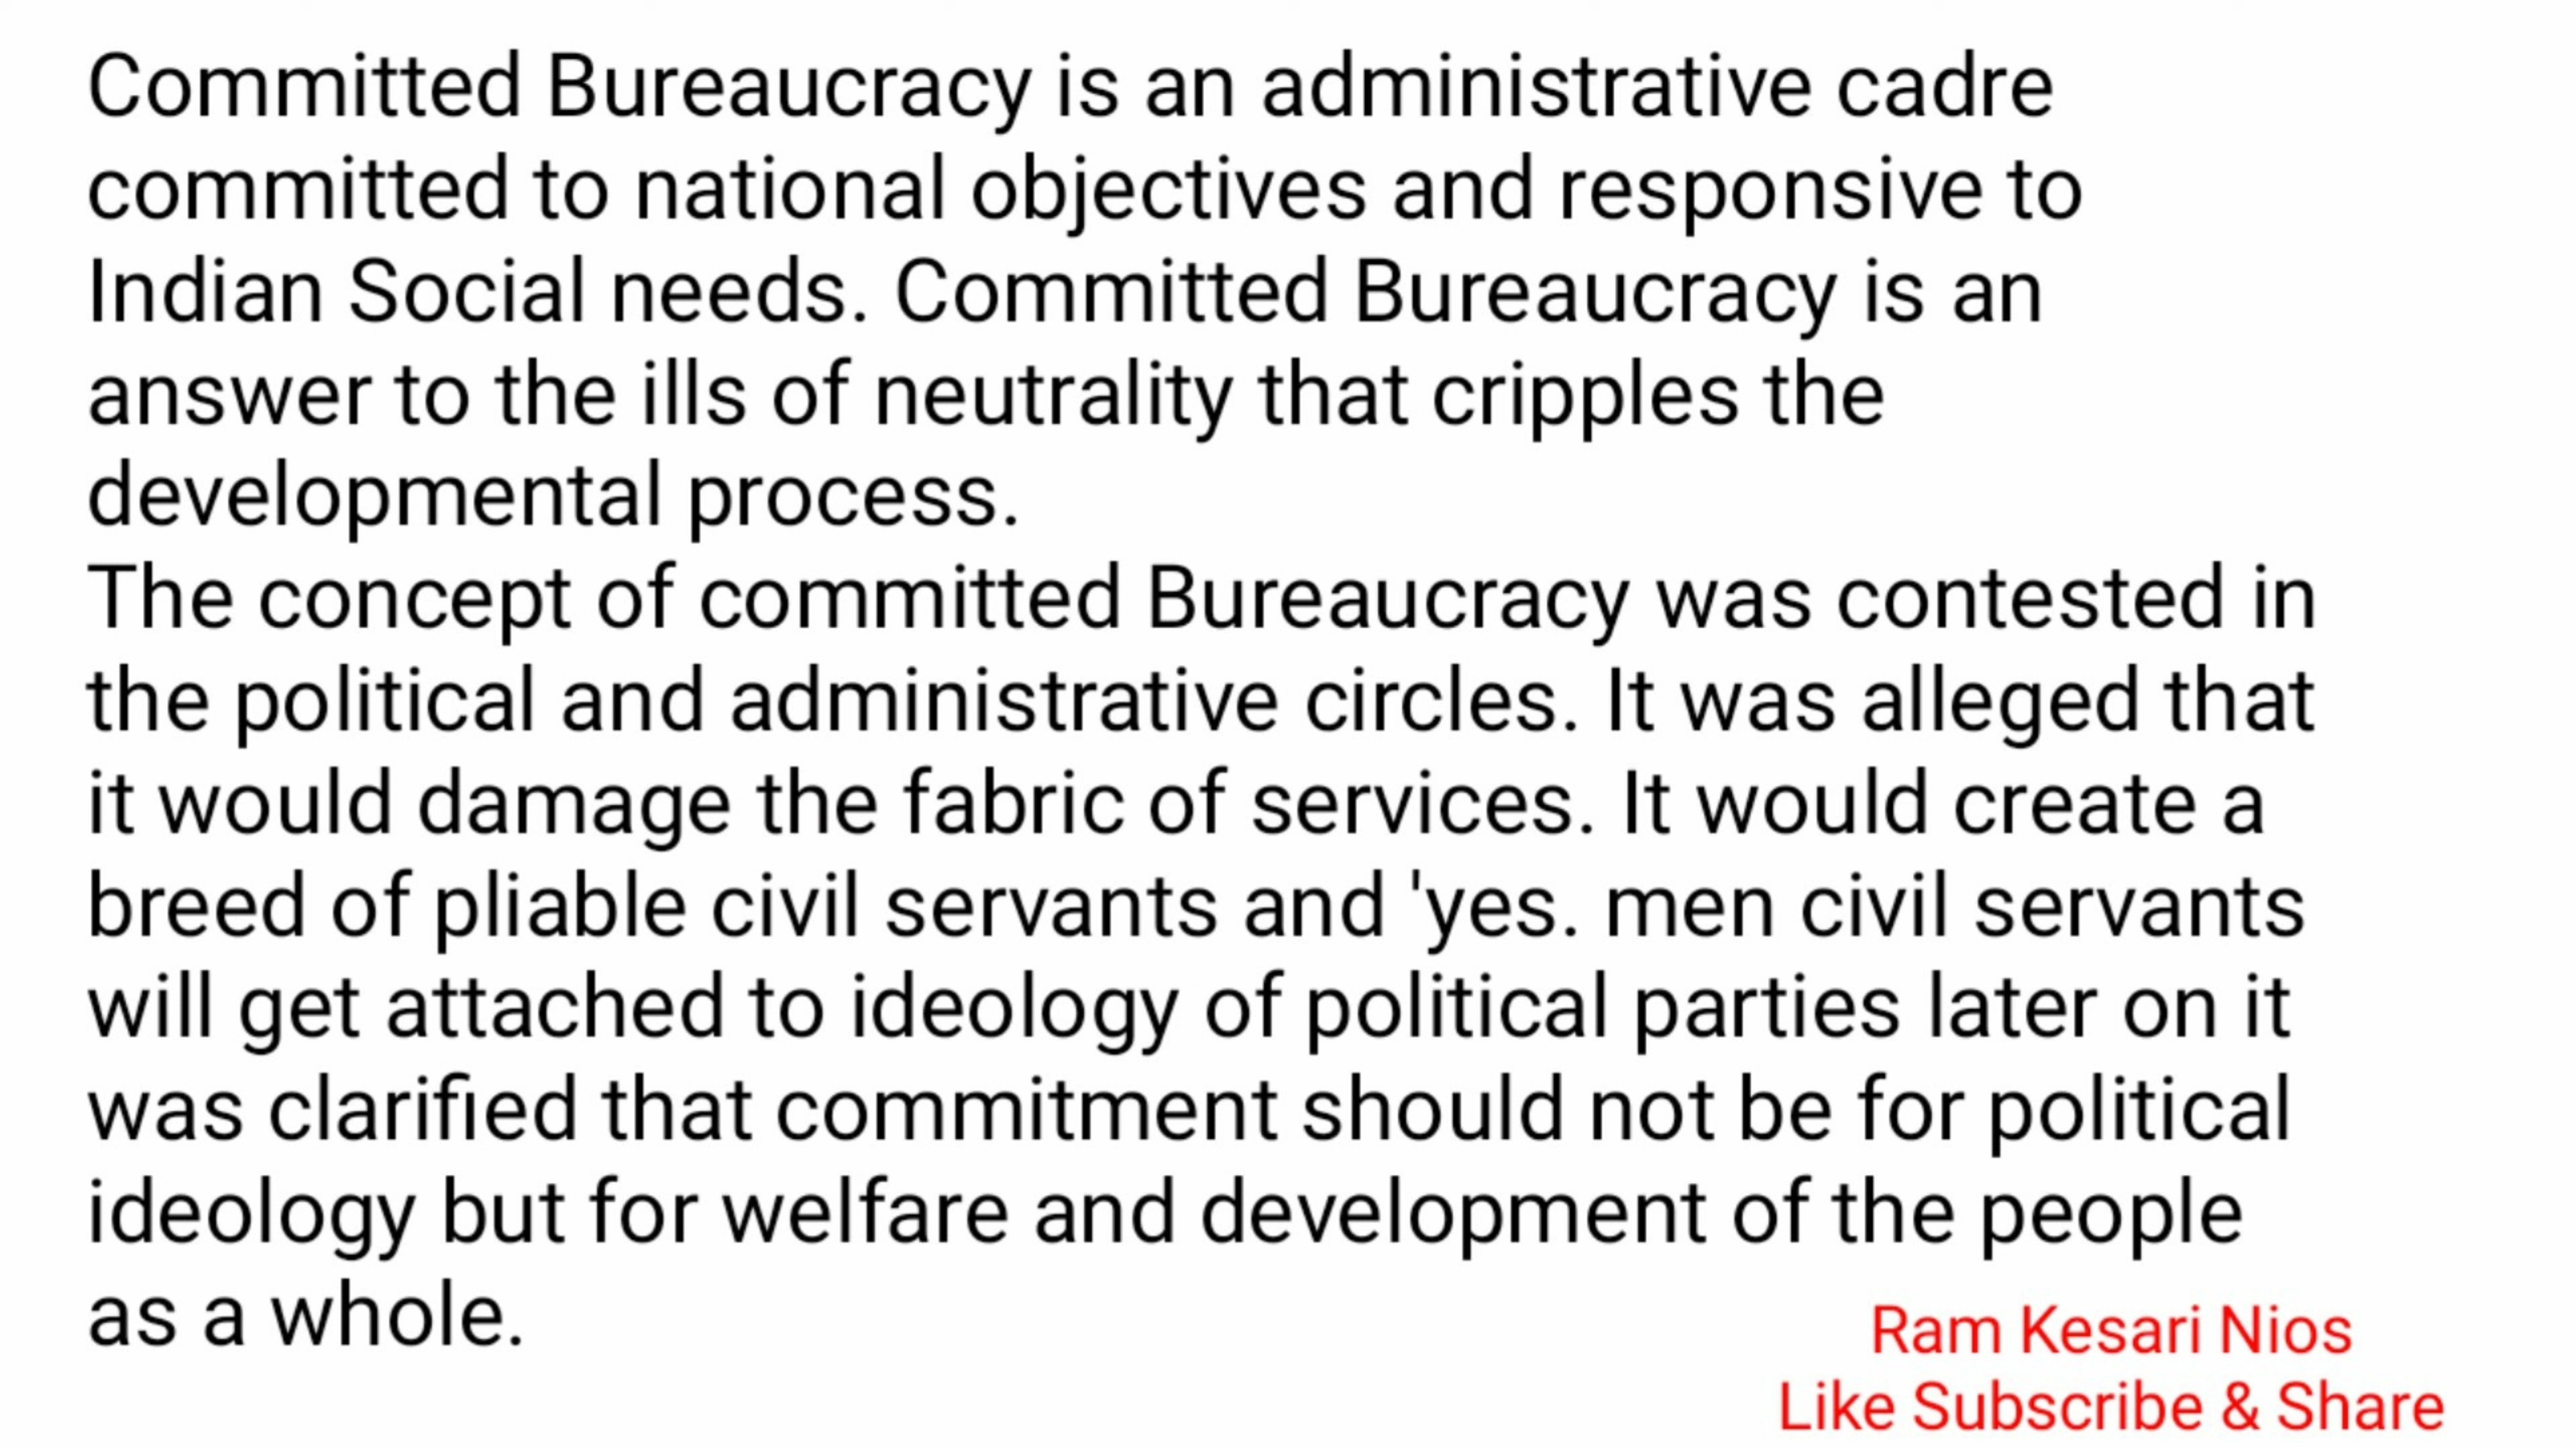 Committed Bureaucracy is an administrative cadre
committed to national objectives and responsive to
Indian Social needs. Committed Bureaucracy is an
answer to the ills of neutrality that cripples the
developmental process.
The concept of committed Bureaucracy was contested in
the political and administrative circles. It was alleged that
it would damage the fabric of services. It would create a
breed of pliable civil servants and 'yes. men civil servants
will get attached to ideology of political parties later on it
was clarified that commitment should not be for political
ideology but for welfare and development of the people
as a whole.
Ram Kesari Nios
Like Subscribe & Share